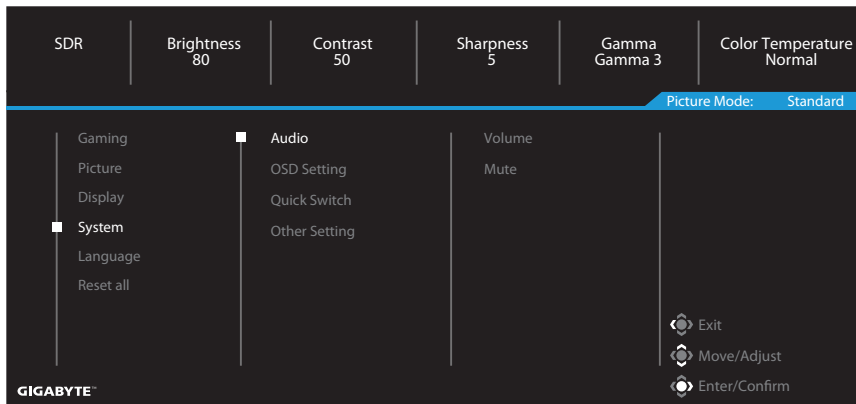 SDR
Brightness
80
Contrast
50
Sharpness
5
Gamma
Gamma 3
Color Temperature
Normal
Picture Mode: Standard
Gaming
Picture
Display
System
Language
Reset all
Audio
OSD Setting
Quick Switch
Other Setting
Volume
Mute
Exit
Move/Adjust
Enter/Confirm
GIGABYTE™